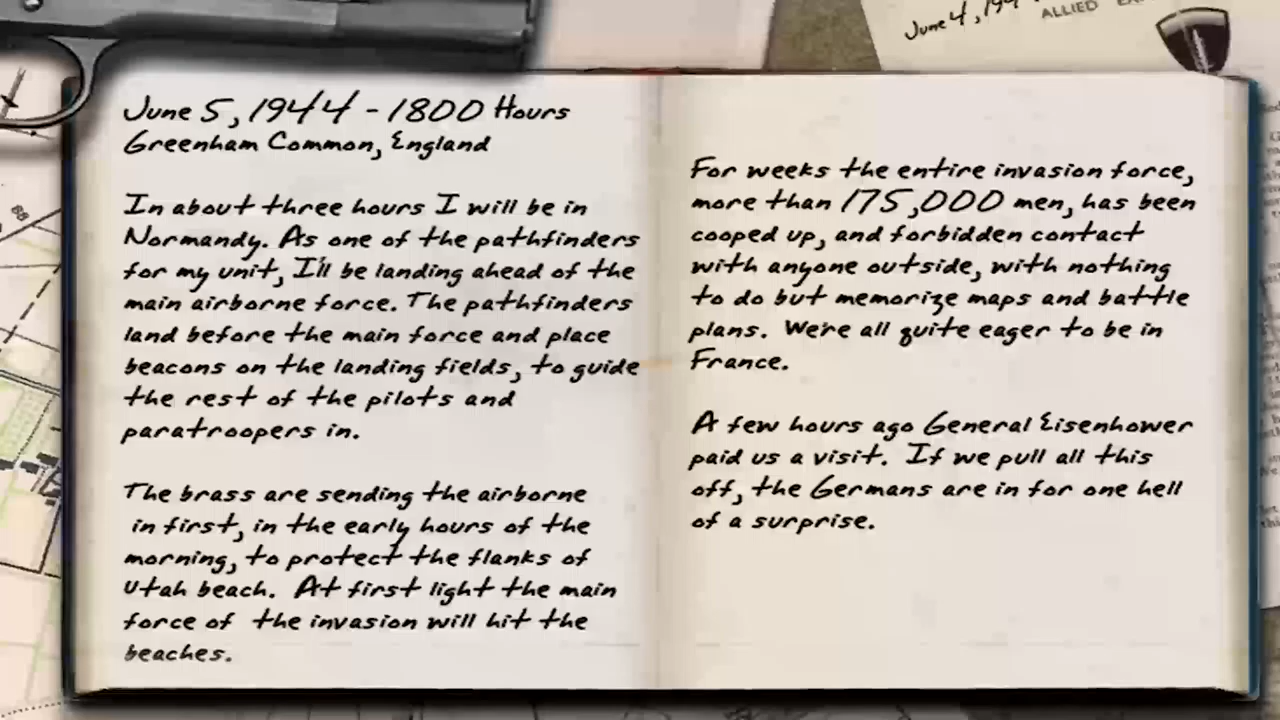 June 4, 194
ALLIED
June 5, 1944 - 1800 Hours
Greenham Common, England
In about three hours I will be in
Normandy. As one of the pathfinders
for my unit, I'll be landing ahead of the
main airborne force. The pathfinders
land before the main force and place
beacons on the landing fields, to guide
the rest of the pilots and
paratroopers in.
The brass are sending the airborne
in first, in the early hours of the
morning, to protect the flanks of
Utah beach. At first light the main
force of the invasion will hit the
beaches.
For weeks the entire invasion force,
more than 175,000 men, has been
cooped up, and forbidden contact
with anyone outside, with nothing
to do but memorize maps and battle
plans. We're all quite eager to be in
France.
A few hours ago General Eisenhower
paid us a visit. If we pull all this
off, the Germans are in for one hell
of a surprise.
88